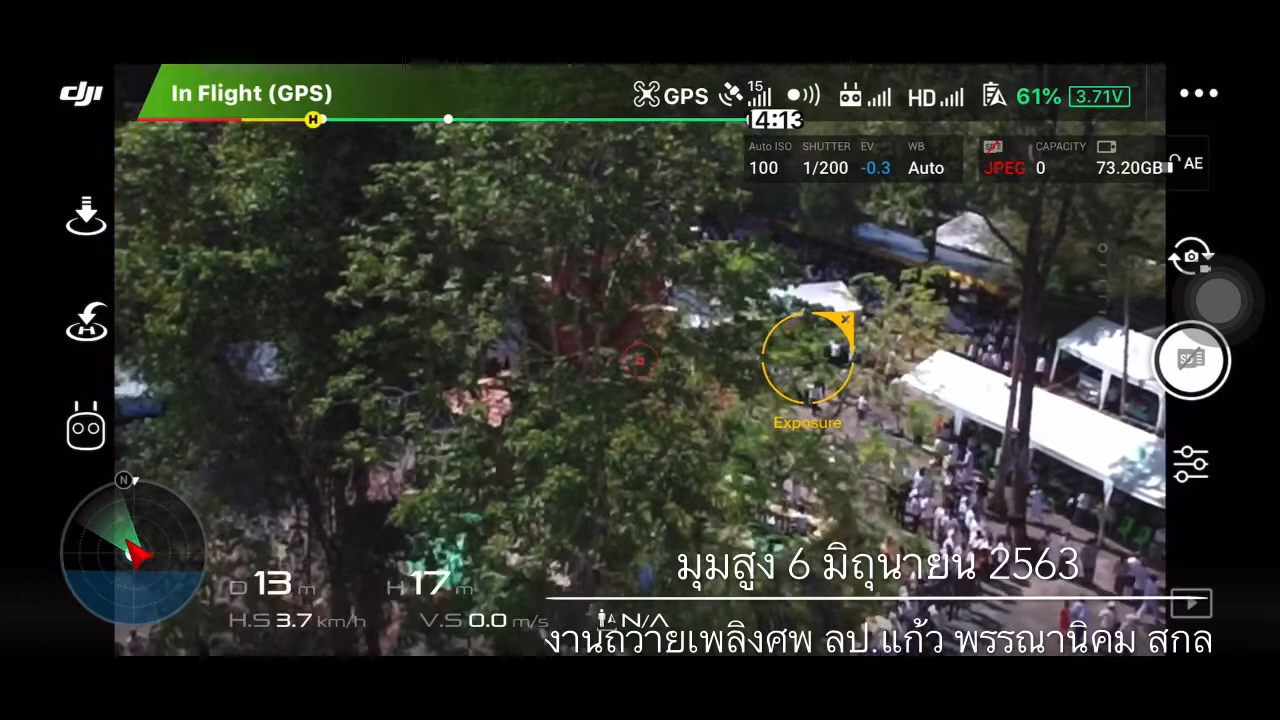 dji
In Flight (GPS)
GPS
15
HD
61%
3.71V
H
14:13
Auto ISO
SHUTTER
EV
WB
CAPACITY
100
1/200
-0.3
Auto
JPEG
0
73.20GB
AE
Exposure
N
D 13 m
H 17 m
H.S 3.7 km/h
V.S 0.0 m/s
N/A
มุมสูง 6 มิถุนายน 2563
งานถวายเพลิงศพ ลป.แก้ว พรรณานิคม สกล